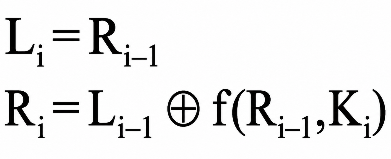 Lᵢ = Rᵢ₋₁
Rᵢ = Lᵢ₋₁ ⊕ f(Rᵢ₋₁,Kᵢ)